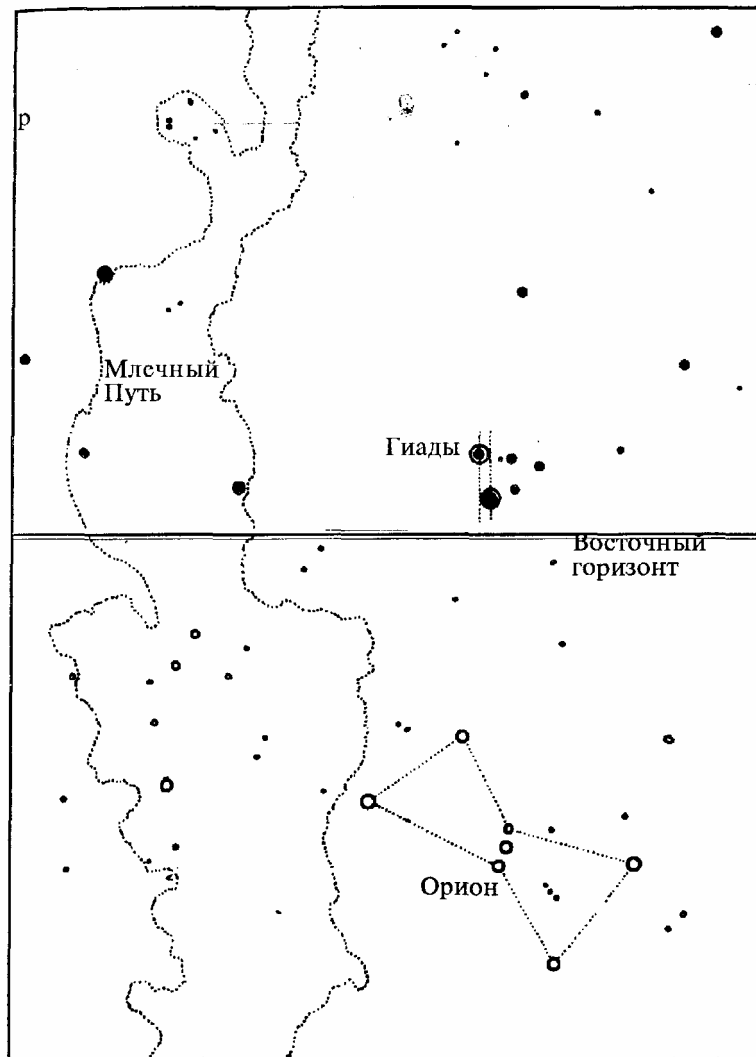 р
Млечный
Путь
Гиады
Восточный
горизонт
Орион